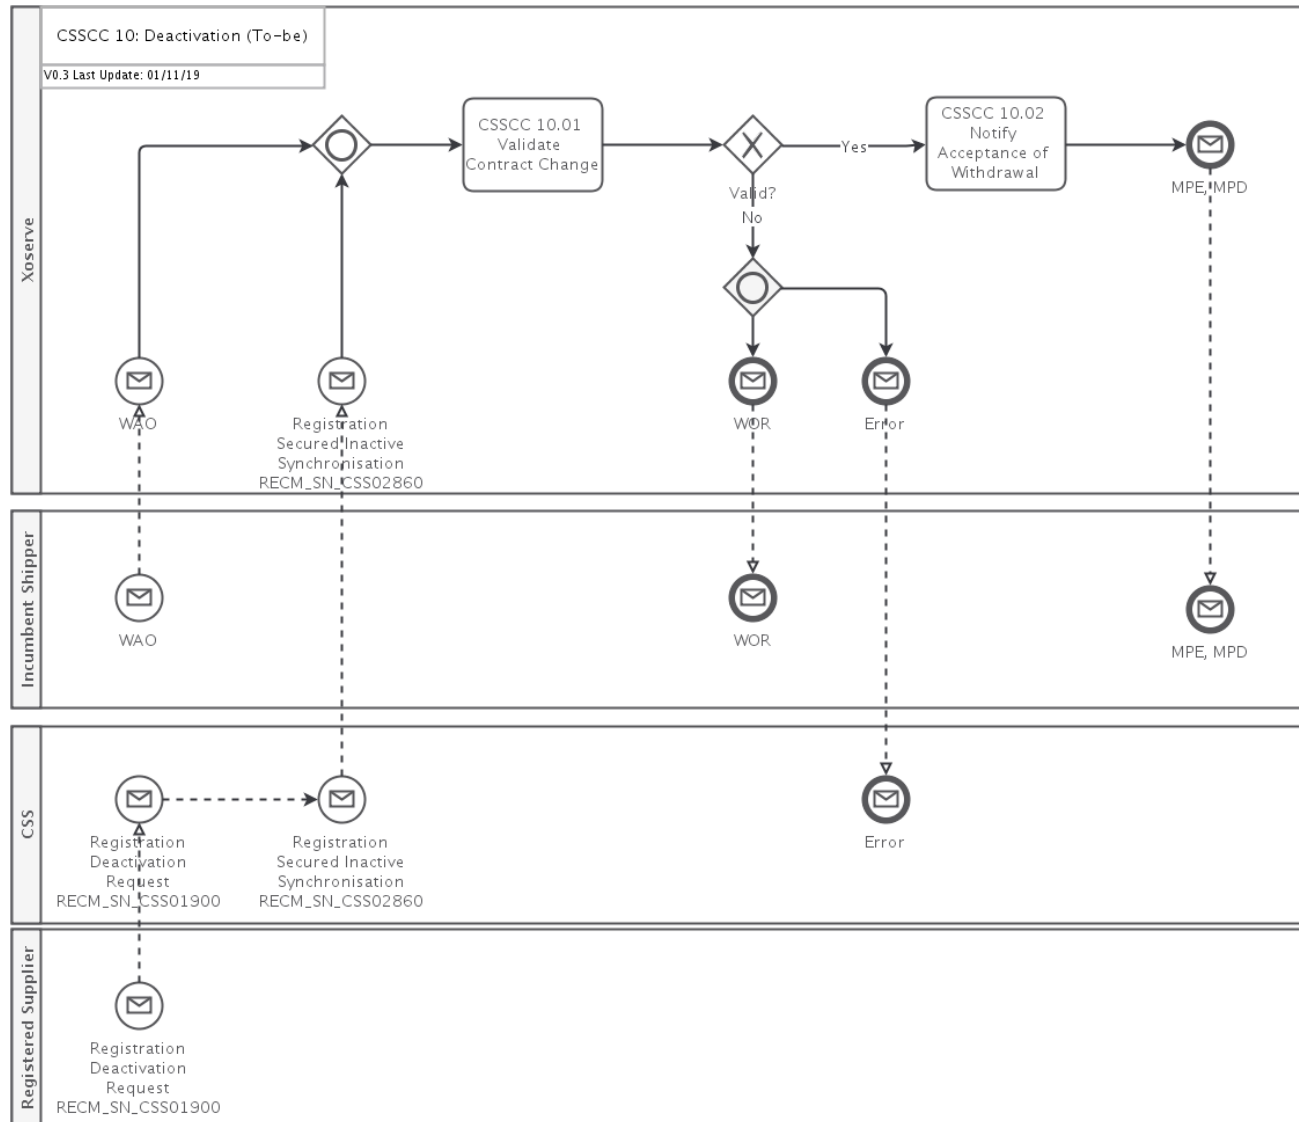 CSSCC 10: Deactivation (To-be)
V0.3 Last Update: 01/11/19
Xoserve
CSSCC 10.01
Validate
Contract Change
Valid?
No
Yes
CSSCC 10.02
Notify
Acceptance of
Withdrawal
MPE, MPD
WAO
Registration
Secured Inactive
Synchronisation
RECM_SN_CSS02860
WOR
Error
Incumbent Shipper
WAO
WOR
MPE, MPD
CSS
Registration
Deactivation
Request
RECM_SN_CSS01900
Registration
Secured Inactive
Synchronisation
RECM_SN_CSS02860
Error
Registered Supplier
Registration
Deactivation
Request
RECM_SN_CSS01900